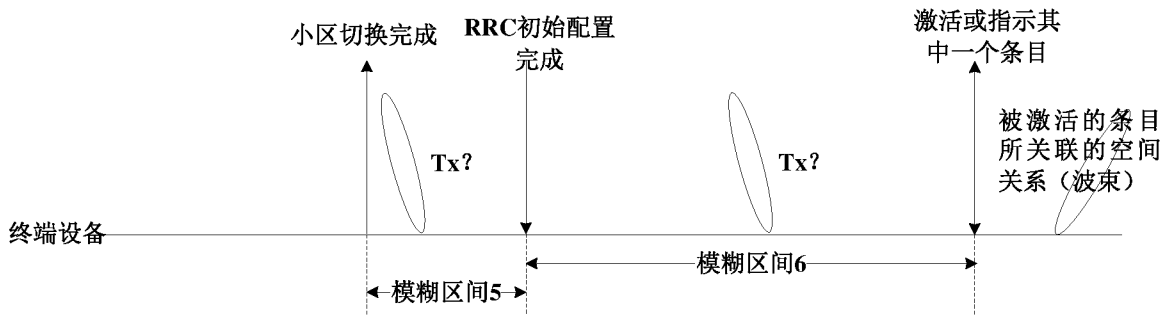 小区切换完成
RRC初始配置
完成
激活或指示其
中一个条目
Tx?
Tx?
被激活的条目
所关联的空间
关系（波束）
终端设备
模糊区间5
模糊区间6